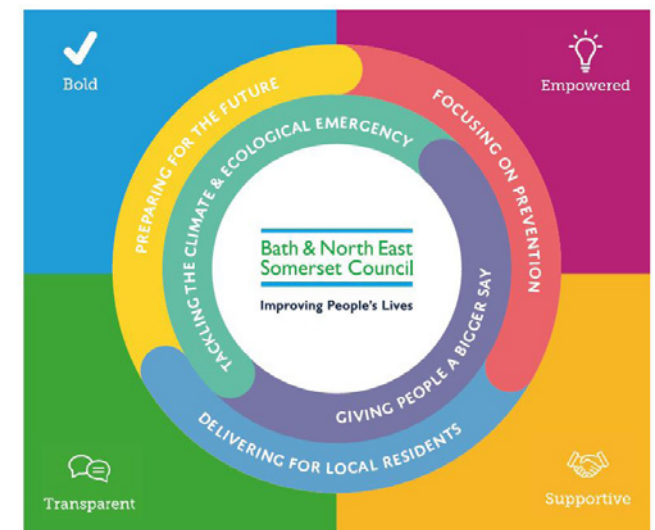 Bold
Empowered
PREPARING FOR THE FUTURE
FOCUSING ON PREVENTION
TACKLING THE CLIMATE & ECOLOGICAL EMERGENCY
Bath & North East
Somerset Council
Improving People's Lives
GIVING PEOPLE A BIGGER SAY
DELIVERING FOR LOCAL RESIDENTS
Transparent
Supportive